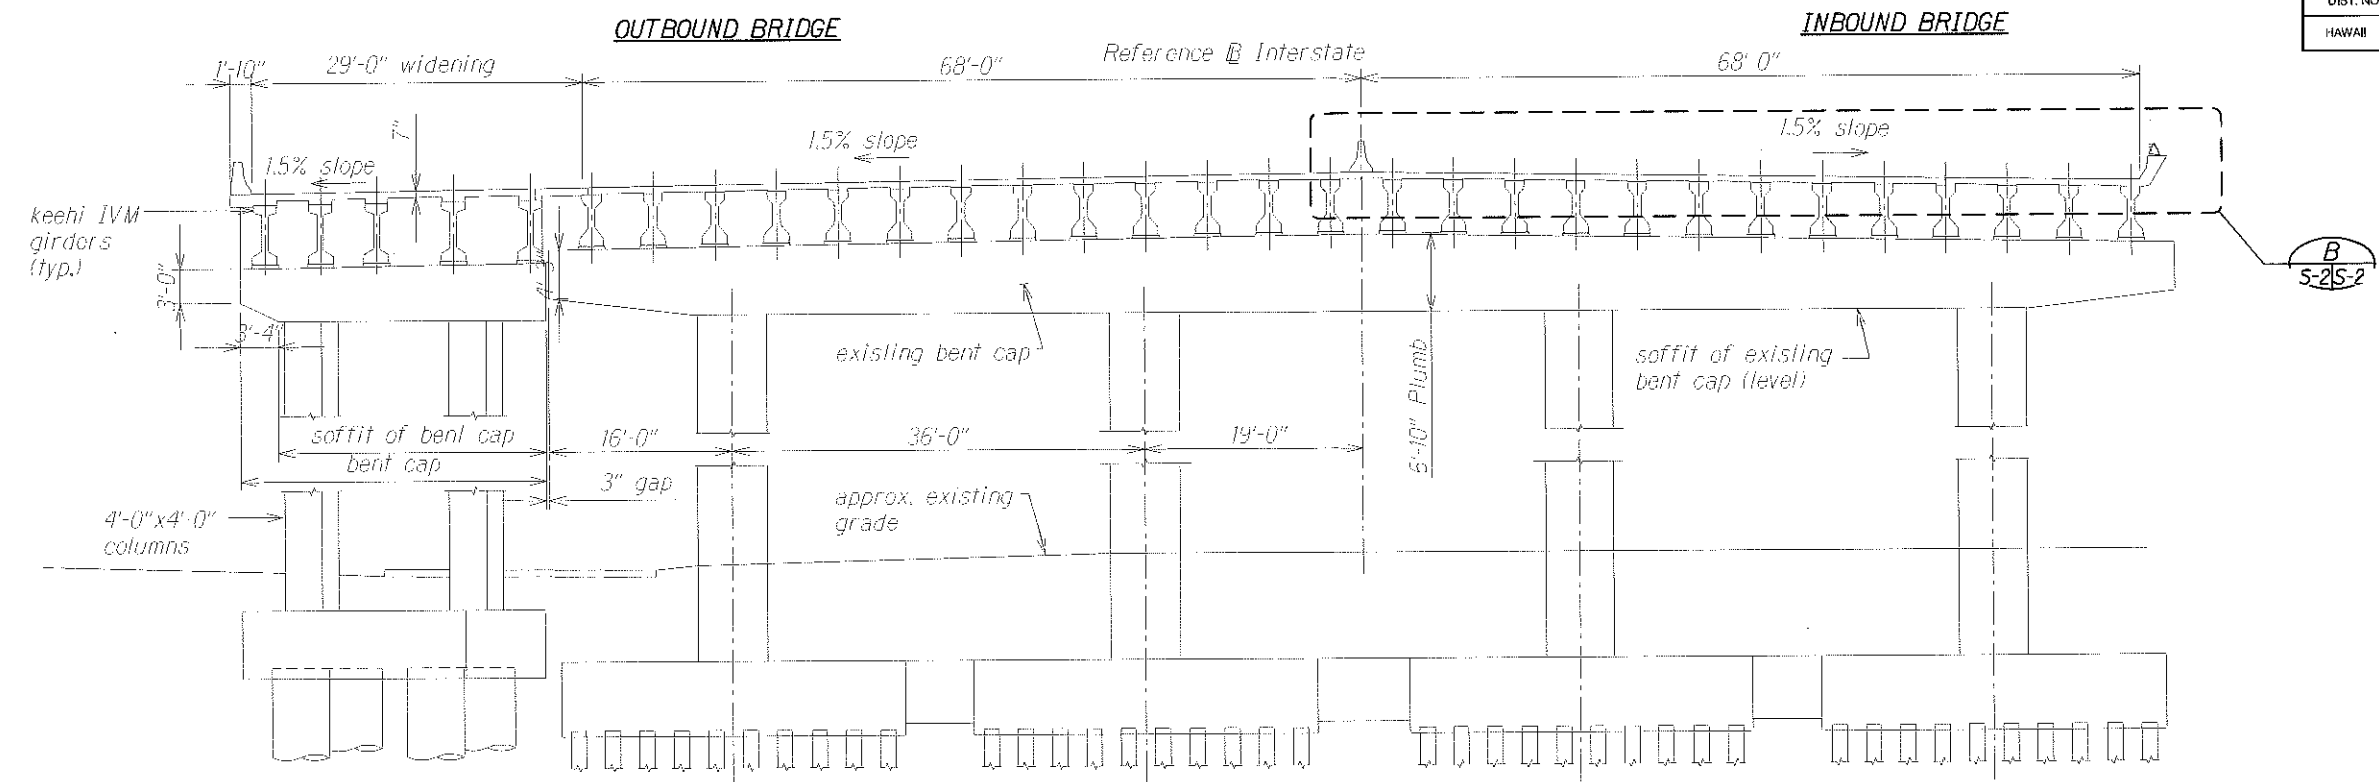 OUTBOUND BRIDGE
INBOUND BRIDGE
DIST. NO
HAWAII
1'-10"
29'-0" widening
68'-0"
Reference ℄ Interstate
68' 0"
7"
1.5% slope
1.5% slope
1.5% slope
keehi IVM
girders
(typ.)
3'-0"
3'-4"
B
S-2 S-2
existing bent cap
soffit of existing
bent cap (level)
6'-10" Plumb
soffit of bent cap
bent cap
16'-0"
36'-0"
19'-0"
3" gap
approx. existing
grade
4'-0"x4'-0"
columns